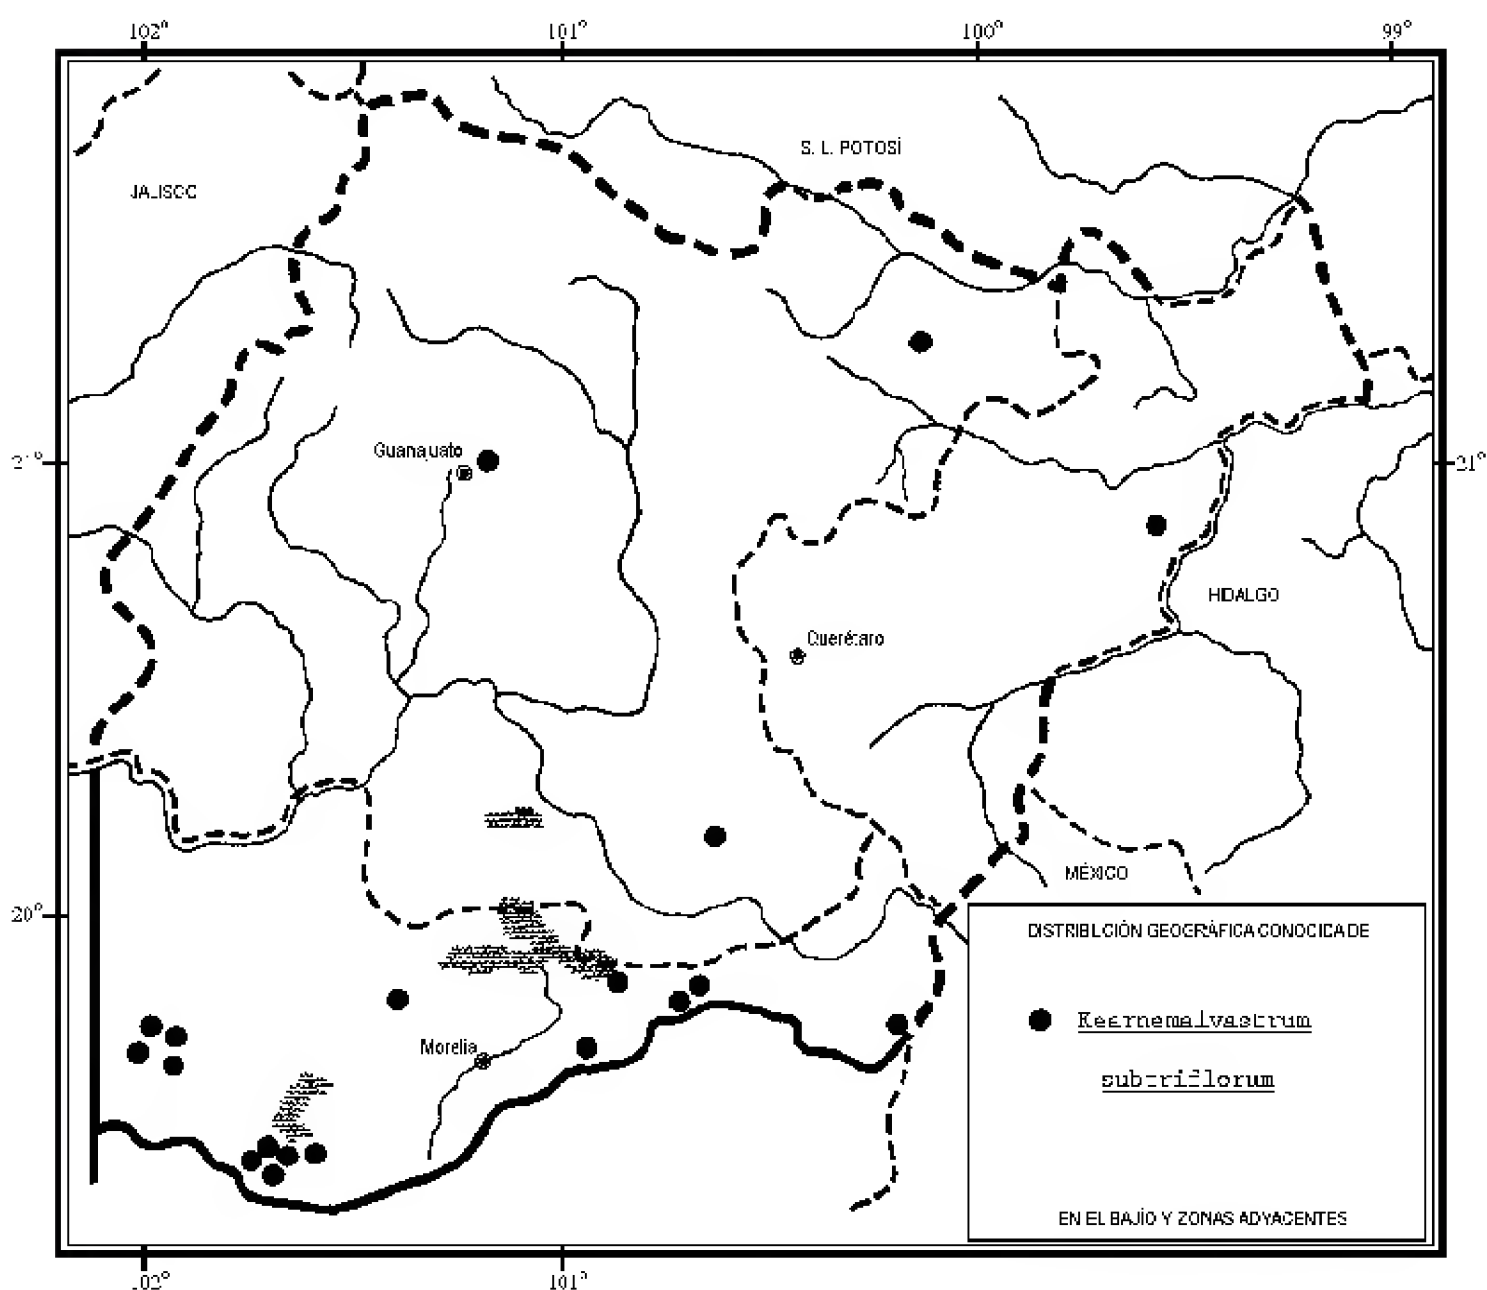 102° 101° 100° 99°
S. L. POTOSÍ
JALISCO
Guanajuato
21° 21°
HIDALGO
Querétaro
MÉXICO
20°
DISTRIBUCIÓN GEOGRÁFICA CONOCIDA DE
Kearnemalvastrum
subtriflorum
Morelia
EN EL BAJÍO Y ZONAS ADYACENTES
102° 101°